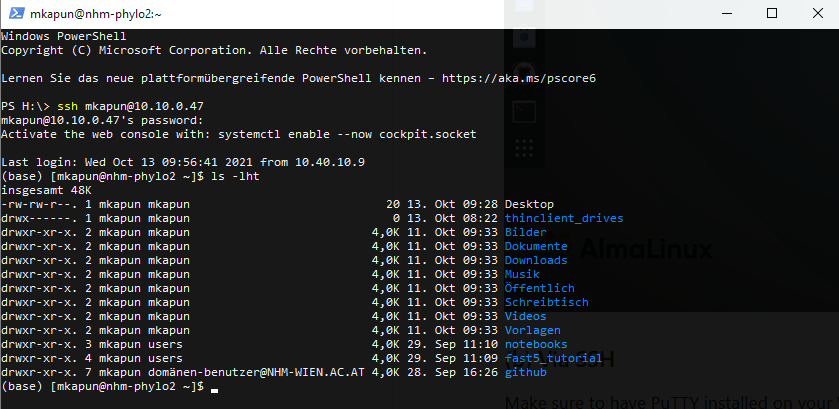 mkapun@nhm-phylo2:~
Windows PowerShell
Copyright (C) Microsoft Corporation. Alle Rechte vorbehalten.
Lernen Sie das neue plattformübergreifende PowerShell kennen – https://aka.ms/pscore6
PS H:\> ssh mkapun@10.10.0.47
mkapun@10.10.0.47's password:
Activate the web console with: systemctl enable --now cockpit.socket
Last login: Wed Oct 13 09:56:41 2021 from 10.40.10.9
(base) [mkapun@nhm-phylo2 ~]$ ls -lht
insgesamt 48K
-rw-rw-r--. 1 mkapun mkapun 20 13. Okt 09:28 Desktop
drwx------. 1 mkapun mkapun 0 13. Okt 08:22 thinclient_drives
drwxr-xr-x. 2 mkapun mkapun 4,0K 11. Okt 09:33 Bilder
drwxr-xr-x. 2 mkapun mkapun 4,0K 11. Okt 09:33 Dokumente
drwxr-xr-x. 2 mkapun mkapun 4,0K 11. Okt 09:33 Downloads
drwxr-xr-x. 2 mkapun mkapun 4,0K 11. Okt 09:33 Musik
drwxr-xr-x. 2 mkapun mkapun 4,0K 11. Okt 09:33 Öffentlich
drwxr-xr-x. 2 mkapun mkapun 4,0K 11. Okt 09:33 Schreibtisch
drwxr-xr-x. 2 mkapun mkapun 4,0K 11. Okt 09:33 Videos
drwxr-xr-x. 2 mkapun mkapun 4,0K 11. Okt 09:33 Vorlagen
drwxr-xr-x. 3 mkapun users 4,0K 29. Sep 11:10 notebooks
drwxr-xr-x. 4 mkapun users 4,0K 29. Sep 11:09 fast5_tutorial
drwxr-xr-x. 7 mkapun domänen-benutzer@NHM-WIEN.AC.AT 4,0K 28. Sep 16:26 github
(base) [mkapun@nhm-phylo2 ~]$
AlmaLinux
SSH
Make sure to have PuTTY installed on your